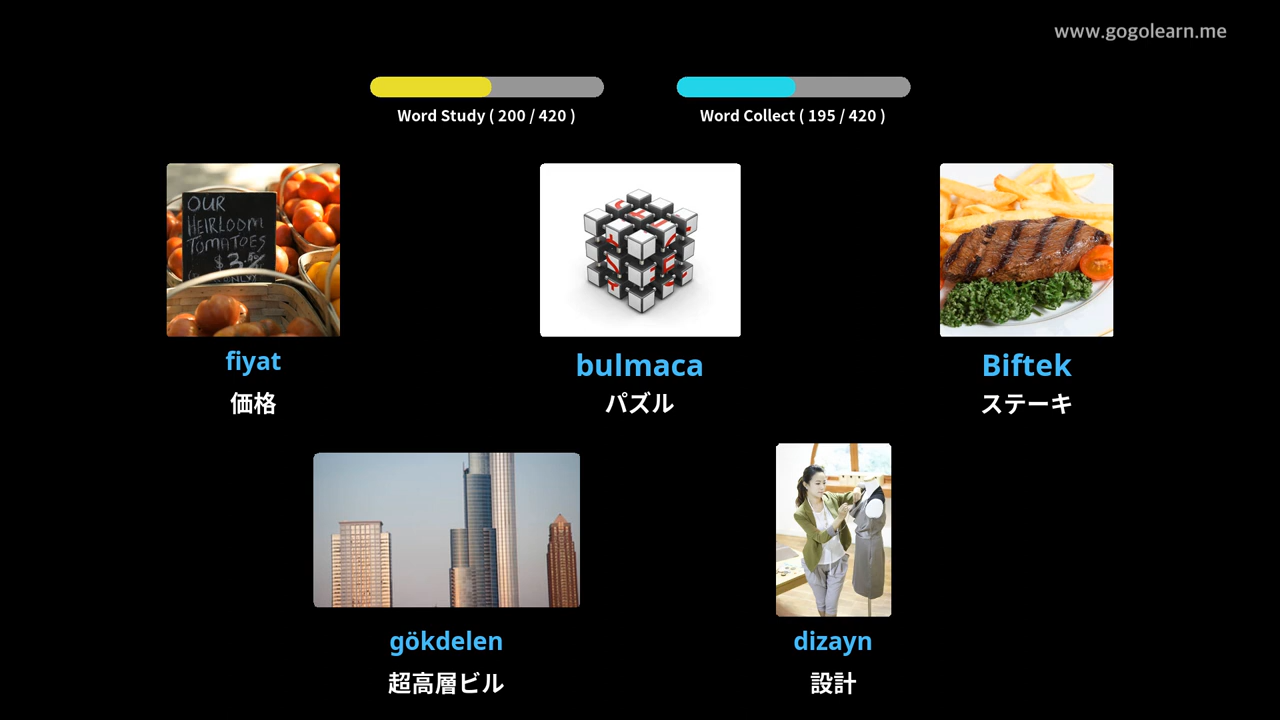 www.gogolearn.me
Word Study ( 200 / 420 )
Word Collect ( 195 / 420 )
OUR
HEIRLOOM
TOMATOES
fiyat
価格
bulmaca
パズル
Biftek
ステーキ
gökdelen
超高層ビル
dizayn
設計